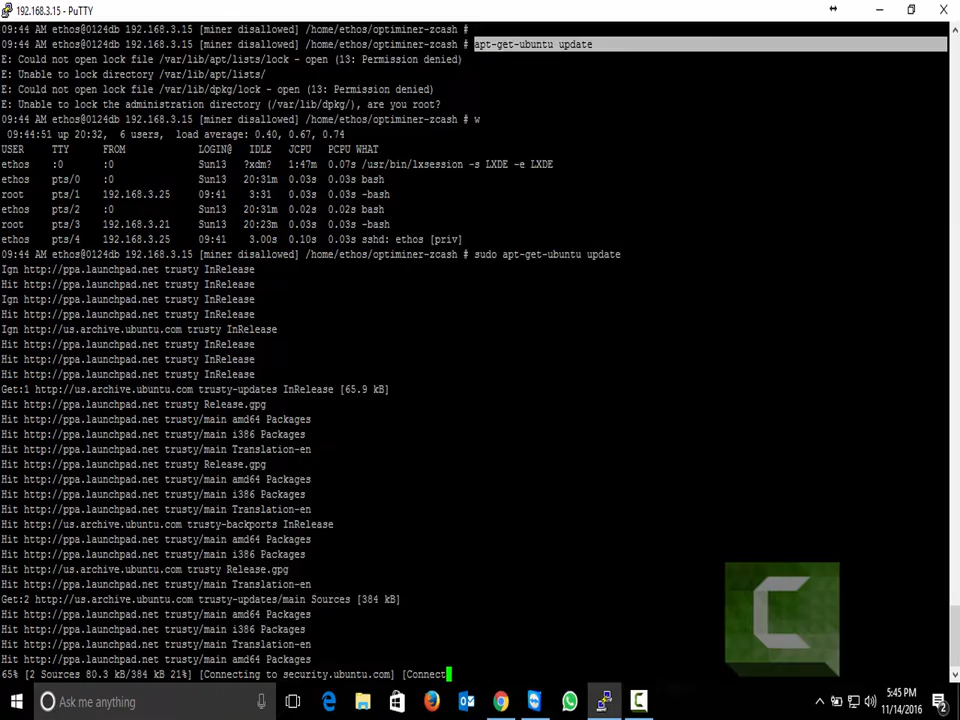 192.168.3.15 - PuTTY
09:44 AM ethos@0124db 192.168.3.15 [miner disallowed] /home/ethos/optiminer-zcash #
09:44 AM ethos@0124db 192.168.3.15 [miner disallowed] /home/ethos/optiminer-zcash # apt-get-ubuntu update
E: Could not open lock file /var/lib/apt/lists/lock - open (13: Permission denied)
E: Unable to lock directory /var/lib/apt/lists/
E: Could not open lock file /var/lib/dpkg/lock - open (13: Permission denied)
E: Unable to lock the administration directory (/var/lib/dpkg/), are you root?
09:44 AM ethos@0124db 192.168.3.15 [miner disallowed] /home/ethos/optiminer-zcash # w
09:44:51 up 20:32, 6 users, load average: 0.40, 0.67, 0.74
USER TTY FROM LOGIN@ IDLE JCPU PCPU WHAT
ethos :0 :0 Sun13 ?xdm? 1:47m 0.07s /usr/bin/lxsession -s LXDE -e LXDE
ethos pts/0 :0 Sun13 20:31m 0.03s 0.03s bash
root pts/1 192.168.3.25 09:41 3:31 0.03s 0.03s -bash
ethos pts/2 :0 Sun13 20:31m 0.02s 0.02s bash
root pts/3 192.168.3.21 Sun13 20:23m 0.03s 0.03s -bash
ethos pts/4 192.168.3.25 09:41 3.00s 0.10s 0.03s sshd: ethos [priv]
09:44 AM ethos@0124db 192.168.3.15 [miner disallowed] /home/ethos/optiminer-zcash # sudo apt-get-ubuntu update
Ign http://ppa.launchpad.net trusty InRelease
Hit http://ppa.launchpad.net trusty InRelease
Ign http://ppa.launchpad.net trusty InRelease
Hit http://ppa.launchpad.net trusty InRelease
Ign http://us.archive.ubuntu.com trusty InRelease
Hit http://ppa.launchpad.net trusty InRelease
Hit http://ppa.launchpad.net trusty InRelease
Hit http://ppa.launchpad.net trusty InRelease
Get:1 http://us.archive.ubuntu.com trusty-updates InRelease [65.9 kB]
Hit http://ppa.launchpad.net trusty Release.gpg
Hit http://ppa.launchpad.net trusty/main amd64 Packages
Hit http://ppa.launchpad.net trusty/main i386 Packages
Hit http://ppa.launchpad.net trusty/main Translation-en
Hit http://ppa.launchpad.net trusty Release.gpg
Hit http://ppa.launchpad.net trusty/main amd64 Packages
Hit http://ppa.launchpad.net trusty/main i386 Packages
Hit http://ppa.launchpad.net trusty/main Translation-en
Hit http://us.archive.ubuntu.com trusty-backports InRelease
Hit http://ppa.launchpad.net trusty/main amd64 Packages
Hit http://ppa.launchpad.net trusty/main i386 Packages
Hit http://us.archive.ubuntu.com trusty Release.gpg
Hit http://ppa.launchpad.net trusty/main Translation-en
Get:2 http://us.archive.ubuntu.com trusty-updates/main Sources [384 kB]
Hit http://ppa.launchpad.net trusty/main amd64 Packages
Hit http://ppa.launchpad.net trusty/main i386 Packages
Hit http://ppa.launchpad.net trusty/main Translation-en
Hit http://ppa.launchpad.net trusty/main amd64 Packages
65% [2 Sources 80.3 kB/384 kB 21%] [Connecting to security.ubuntu.com] [Connect
Ask me anything
5:45 PM
11/14/2016
2